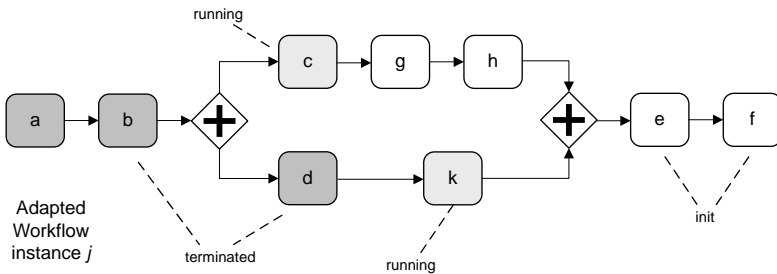 running
c
g
h
a
b
e
f
d
k
Adapted
Workflow
instance j
terminated
running
init